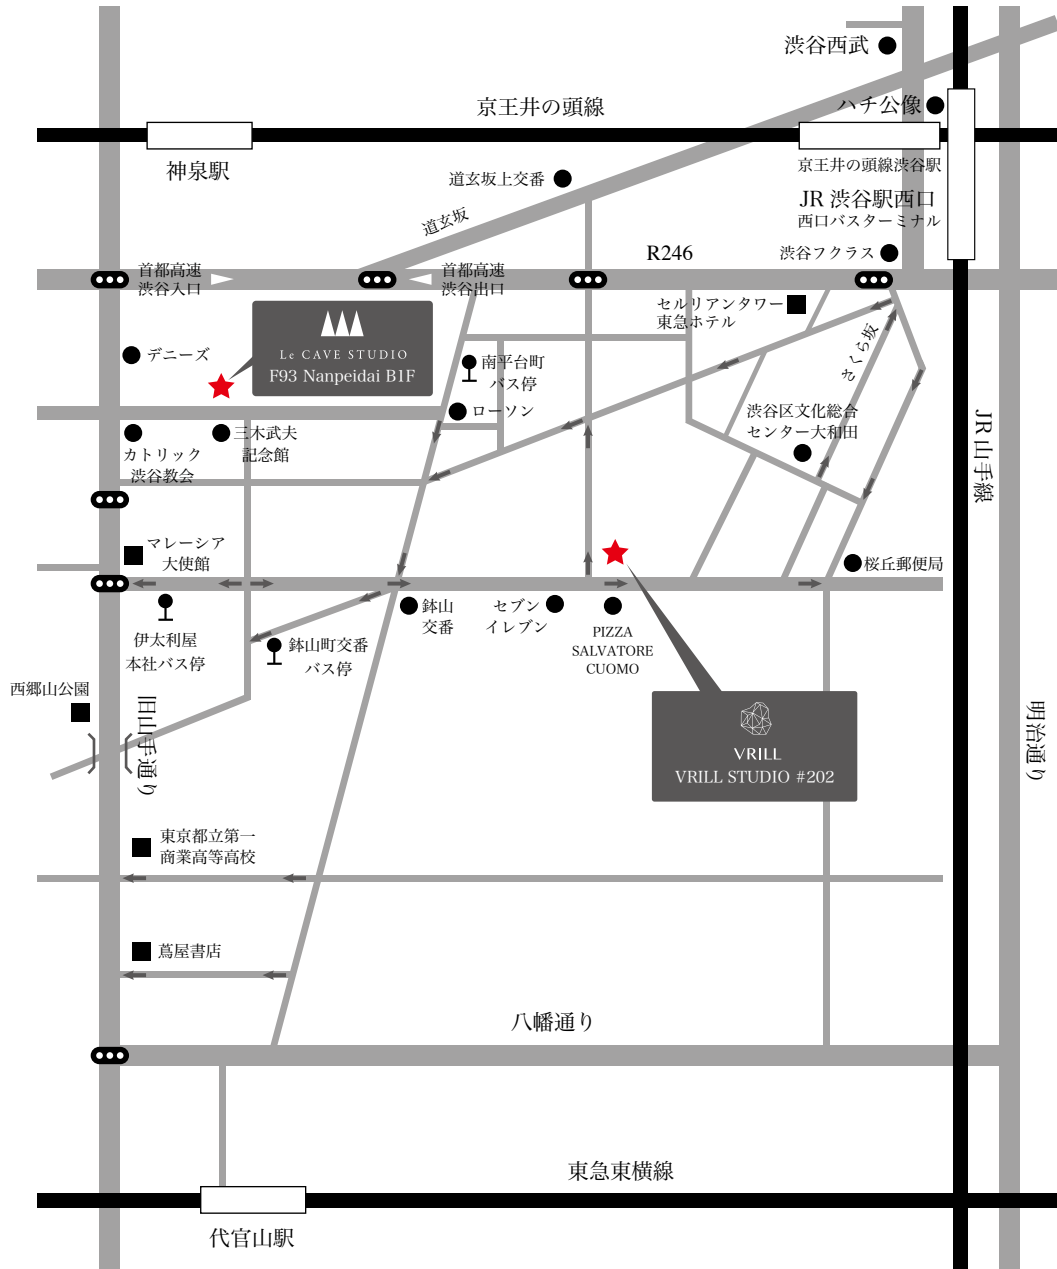 渋谷西武
ハチ公像
京王井の頭線
神泉駅
京王井の頭線渋谷駅
道玄坂上交番
JR 渋谷駅西口
西口バスターミナル
道玄坂
R246
渋谷フクラス
首都高速
渋谷入口
首都高速
渋谷出口
セルリアンタワー
東急ホテル
Le CAVE STUDIO
F93 Nanpeidai B1F
デニーズ
南平台町
バス停
さくら坂
ローソン
渋谷区文化総合
センター大和田
JR 山手線
カトリック
渋谷教会
三木武夫
記念館
マレーシア
大使館
桜丘郵便局
伊太利屋
本社バス停
鉢山
交番
セブン
イレブン
PIZZA
SALVATORE
CUOMO
鉢山町交番
バス停
西郷山公園
旧山手通り
VRILL
VRILL STUDIO #202
明治通り
東京都立第一
商業高等高校
蔦屋書店
八幡通り
東急東横線
代官山駅